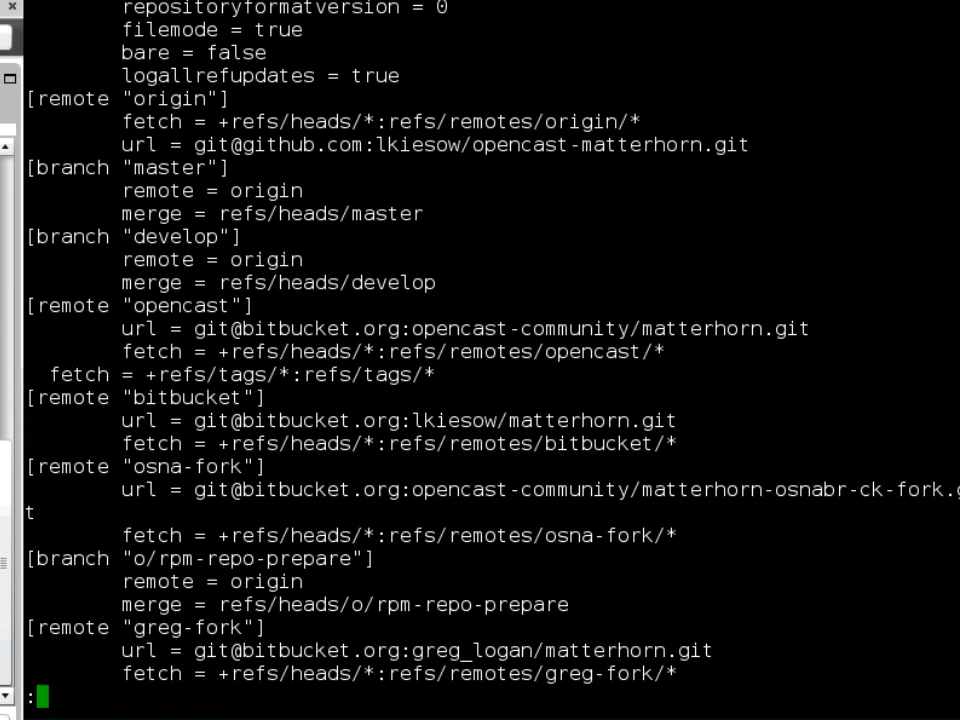 repositoryformatversion = 0
filemode = true
bare = false
logallrefupdates = true
[remote "origin"]
fetch = +refs/heads/*:refs/remotes/origin/*
url = git@github.com:lkiesow/opencast-matterhorn.git
[branch "master"]
remote = origin
merge = refs/heads/master
[branch "develop"]
remote = origin
merge = refs/heads/develop
[remote "opencast"]
url = git@bitbucket.org:opencast-community/matterhorn.git
fetch = +refs/heads/*:refs/remotes/opencast/*
fetch = +refs/tags/*:refs/tags/*
[remote "bitbucket"]
url = git@bitbucket.org:lkiesow/matterhorn.git
fetch = +refs/heads/*:refs/remotes/bitbucket/*
[remote "osna-fork"]
url = git@bitbucket.org:opencast-community/matterhorn-osnabr-ck-fork.g
t
fetch = +refs/heads/*:refs/remotes/osna-fork/*
[branch "o/rpm-repo-prepare"]
remote = origin
merge = refs/heads/o/rpm-repo-prepare
[remote "greg-fork"]
url = git@bitbucket.org:greg_logan/matterhorn.git
fetch = +refs/heads/*:refs/remotes/greg-fork/*
: